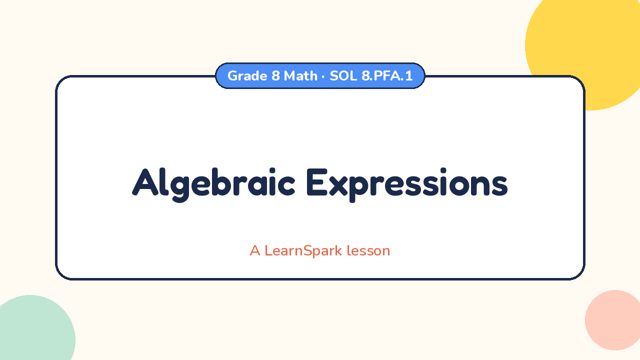 Grade 8 Math · SOL 8.PFA.1
Algebraic Expressions
A LearnSpark lesson